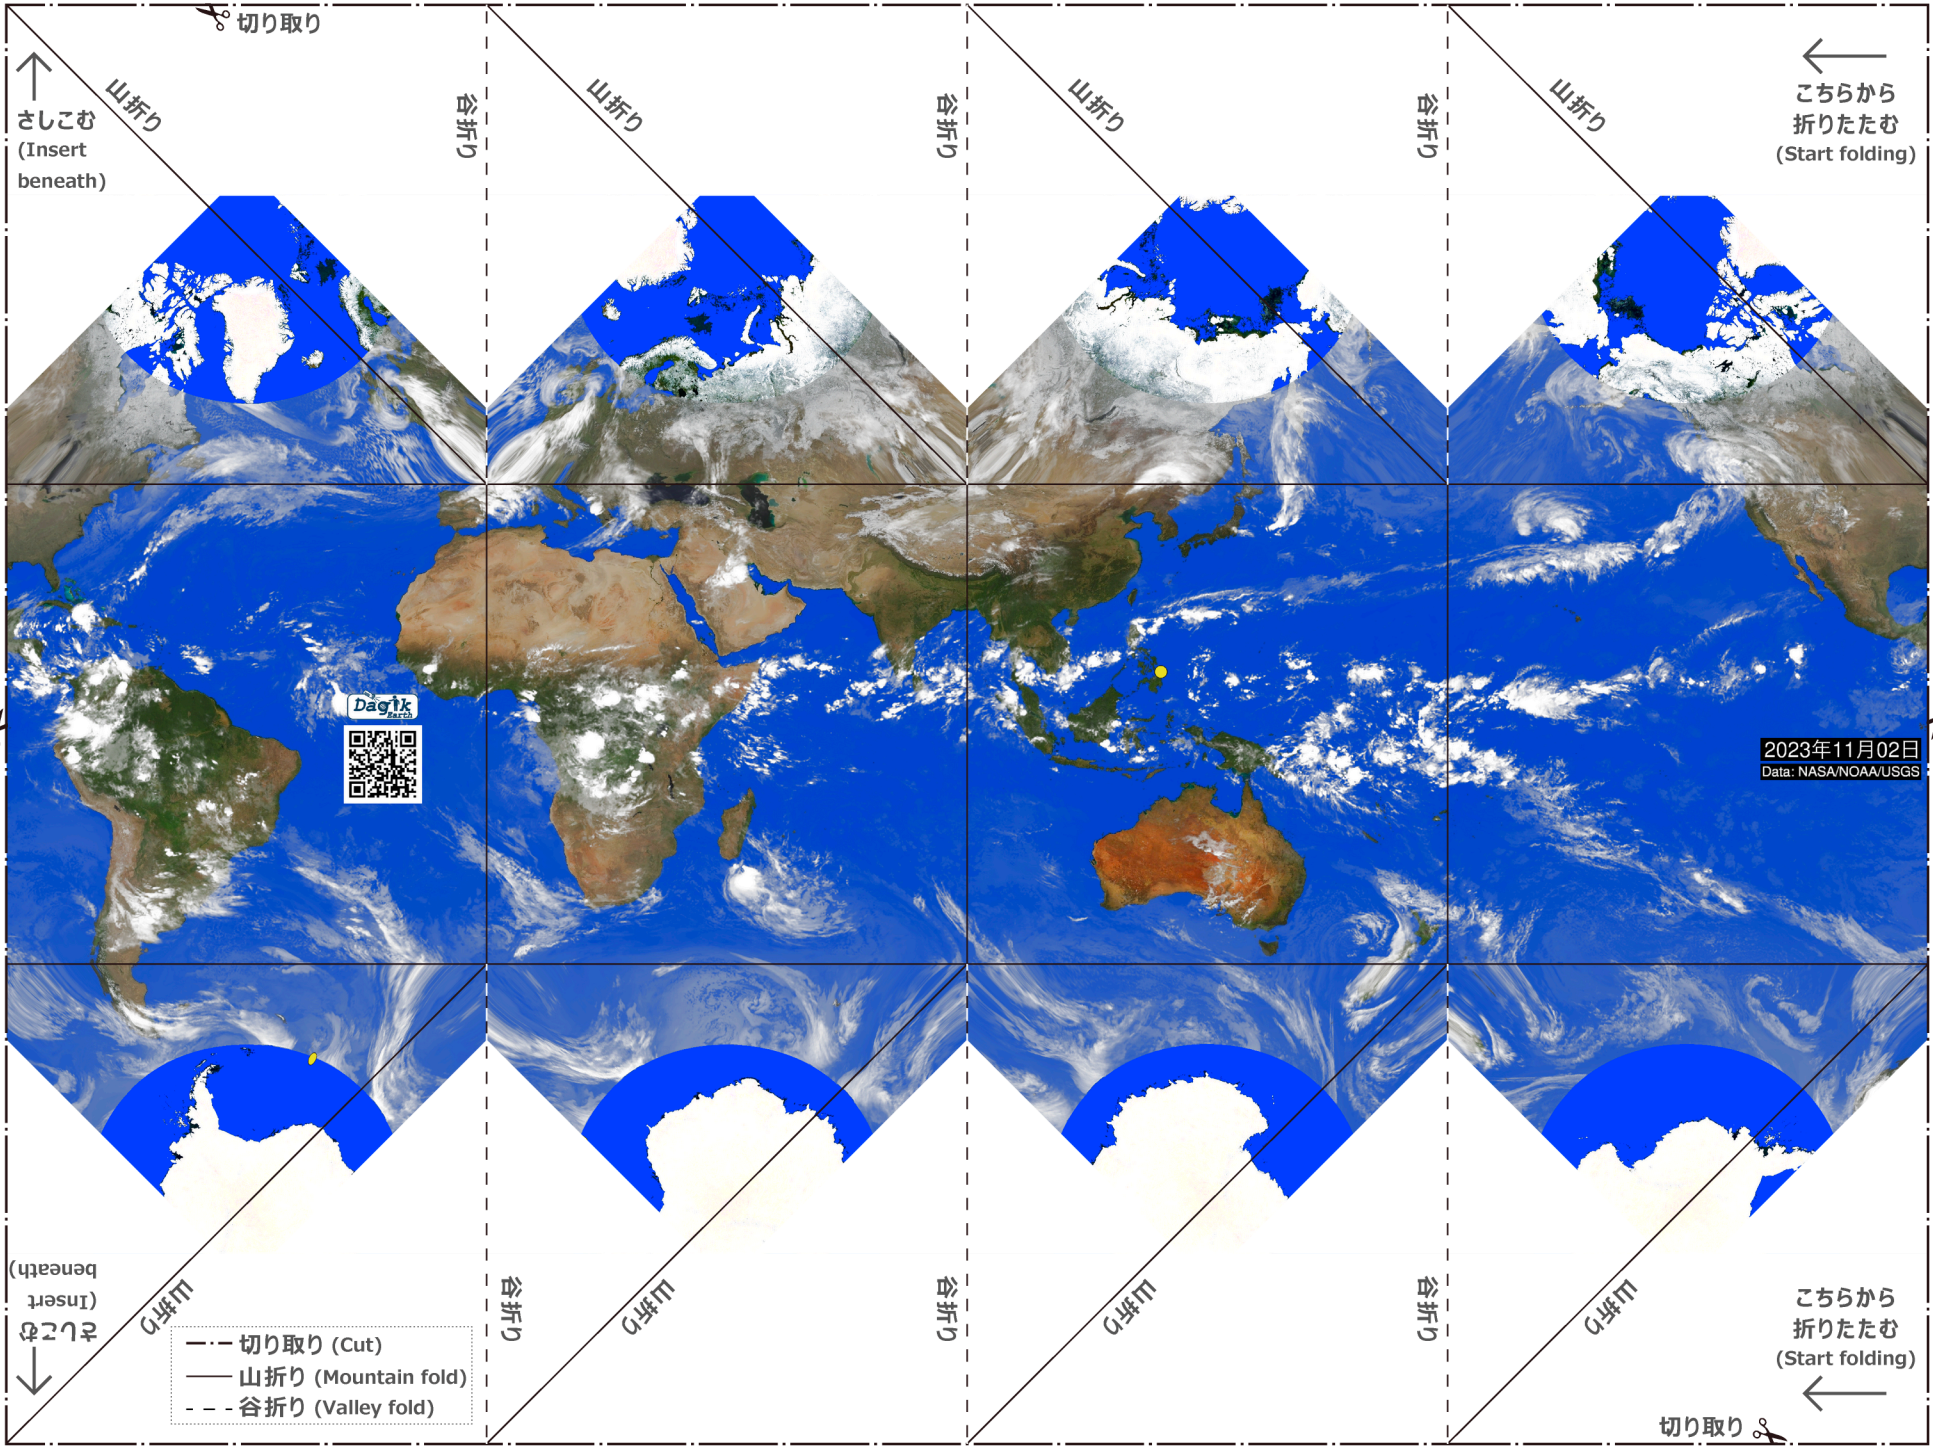 切り取り
山折り
谷折り
山折り
谷折り
山折り
谷折り
山折り
さしこむ
(Insert
beneath)
こちらから
折りたたむ
(Start folding)
Dagik
Earth
2023年11月02日
Data: NASA/NOAA/USGS
さしこむ
(Insert
beneath)
山折り
谷折り
山折り
谷折り
山折り
谷折り
山折り
切り取り (Cut)
山折り (Mountain fold)
谷折り (Valley fold)
こちらから
折りたたむ
(Start folding)
切り取り